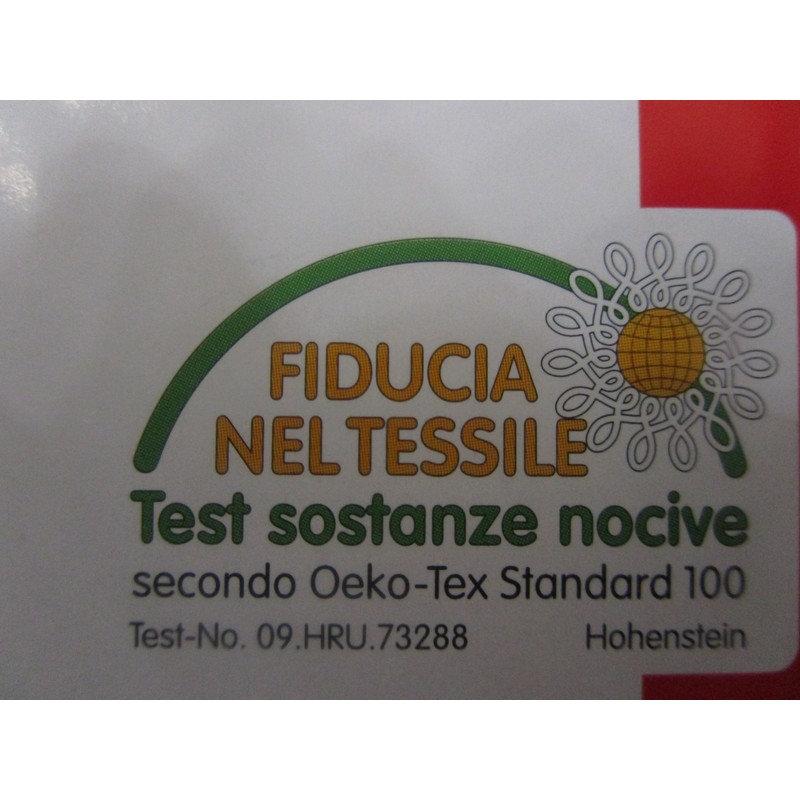 FIDUCIA
NEL TESSILE
Test sostanze nocive
secondo Oeko-Tex Standard 100
Test-No. 09.HRU.73288 Hohenstein